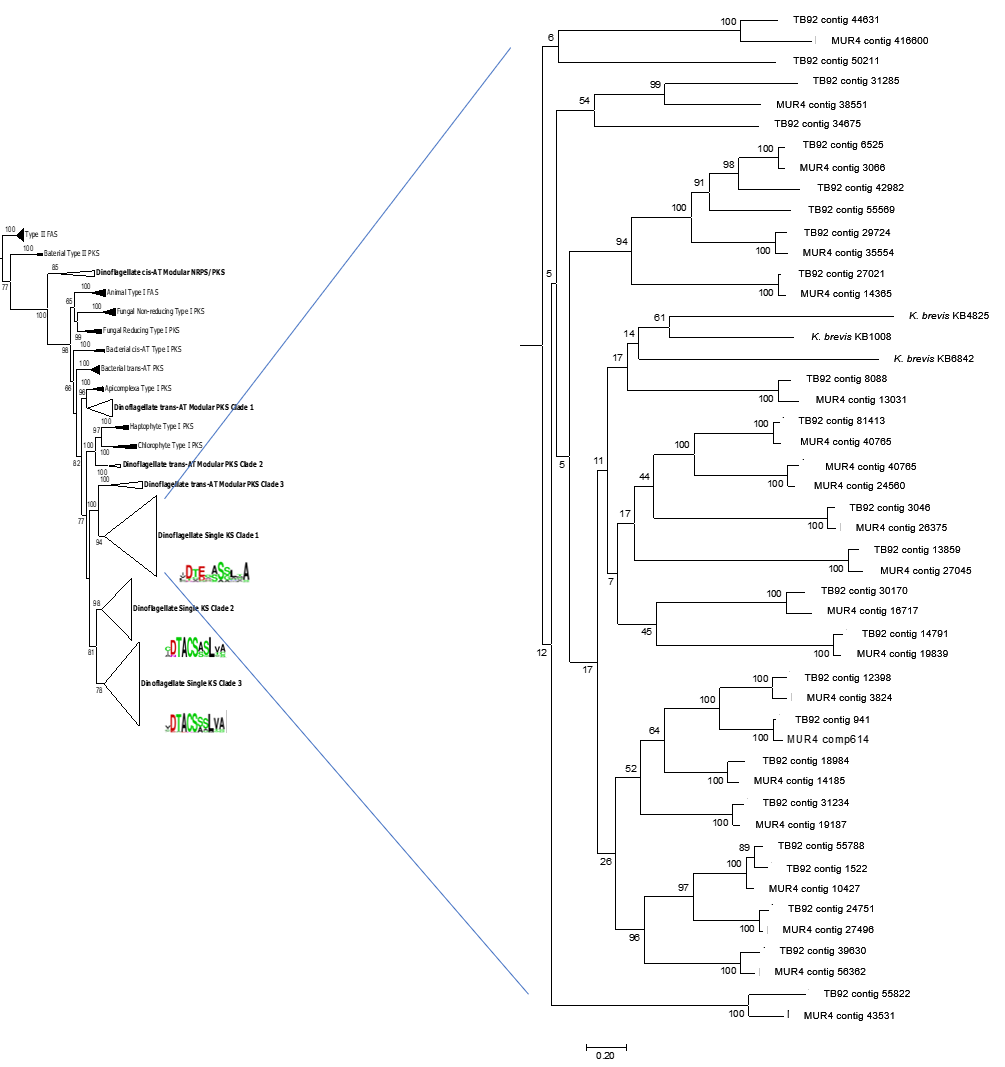 100
Type II FAS
100
Baterial Type II PKS
77
85
Dinoflagellate cis-AT Modular NRPS/PKS
100
100
Animal Type I FAS
65
100
Fungal Non-reducing Type I PKS
Fungal Reducing Type I PKS
99
98
100
Bacterial cis-AT Type I PKS
100
Bacterial trans-AT PKS
66
100
Apicomplexa Type I PKS
96
Dinoflagellate trans-AT Modular PKS Clade 1
100
Haptophyte Type I PKS
97
Chlorophyte Type I PKS
100
100
82
Dinoflagellate trans-AT Modular PKS Clade 2
100
100
Dinoflagellate trans-AT Modular PKS Clade 3
100
77
Dinoflagellate Single KS Clade 1
94
DTE ASSLA
98
Dinoflagellate Single KS Clade 2
DTACSASLVA
81
Dinoflagellate Single KS Clade 3
78
DTACSSSLVA
6
100
TB92 contig 44631
MUR4 contig 416600
TB92 contig 50211
99
TB92 contig 31285
54
MUR4 contig 38551
TB92 contig 34675
100
TB92 contig 6525
98
MUR4 contig 3066
91
TB92 contig 42982
100
TB92 contig 55569
94
TB92 contig 29724
100
MUR4 contig 35554
5
TB92 contig 27021
100
MUR4 contig 14365
61
K. brevis KB4825
14
K. brevis KB1008
17
K. brevis KB6842
TB92 contig 8088
100
MUR4 contig 13031
5
11
100
TB92 contig 81413
100
MUR4 contig 40765
44
MUR4 contig 40765
100
MUR4 contig 24560
17
TB92 contig 3046
100
MUR4 contig 26375
TB92 contig 13859
100
MUR4 contig 27045
7
100
TB92 contig 30170
MUR4 contig 16717
45
TB92 contig 14791
100
MUR4 contig 19839
12
17
100
TB92 contig 12398
100
MUR4 contig 3824
64
TB92 contig 941
100
MUR4 comp614
52
TB92 contig 18984
100
MUR4 contig 14185
TB92 contig 31234
100
MUR4 contig 19187
26
89
TB92 contig 55788
100
TB92 contig 1522
97
MUR4 contig 10427
TB92 contig 24751
100
MUR4 contig 27496
96
TB92 contig 39630
100
MUR4 contig 56362
TB92 contig 55822
100
MUR4 contig 43531
0.20